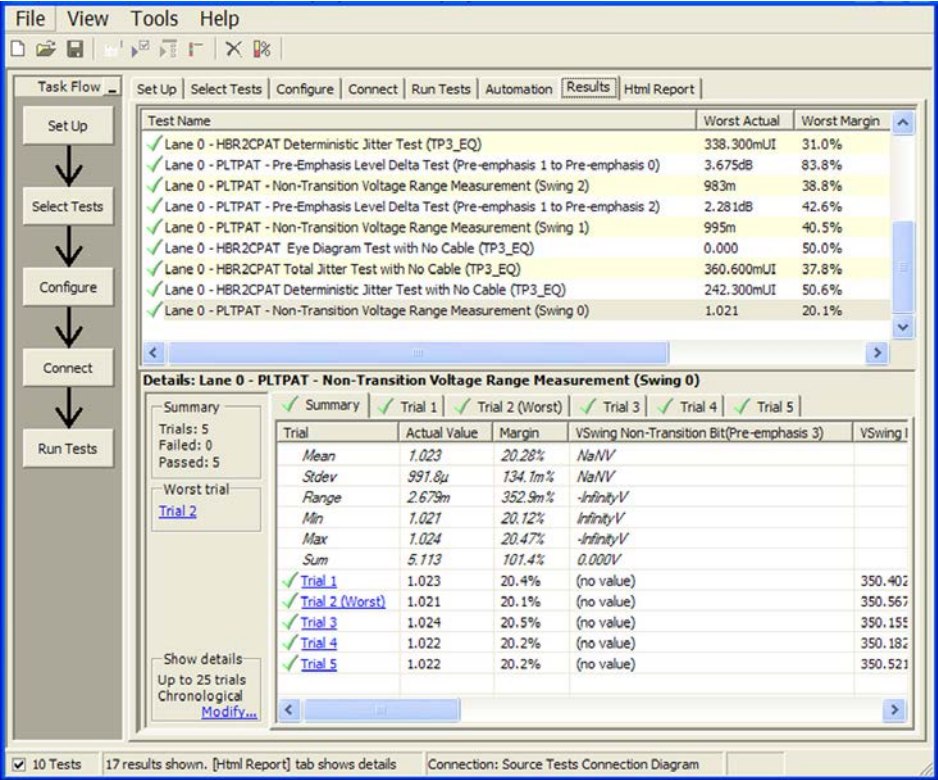 File View Tools Help
Task Flow
Set Up
Select Tests
Configure
Connect
Run Tests
Set Up Select Tests Configure Connect Run Tests Automation Results Html Report
Test Name Worst Actual Worst Margin
Lane 0 - HBR2CPAT Deterministic Jitter Test (TP3_EQ) 338.300mUI 31.0%
Lane 0 - PLTPAT - Pre-Emphasis Level Delta Test (Pre-emphasis 1 to Pre-emphasis 0) 3.675dB 83.8%
Lane 0 - PLTPAT - Non-Transition Voltage Range Measurement (Swing 2) 983m 38.8%
Lane 0 - PLTPAT - Pre-Emphasis Level Delta Test (Pre-emphasis 1 to Pre-emphasis 2) 2.281dB 42.6%
Lane 0 - PLTPAT - Non-Transition Voltage Range Measurement (Swing 1) 995m 40.5%
Lane 0 - HBR2CPAT Eye Diagram Test with No Cable (TP3_EQ) 0.000 50.0%
Lane 0 - HBR2CPAT Total Jitter Test with No Cable (TP3_EQ) 360.600mUI 37.8%
Lane 0 - HBR2CPAT Deterministic Jitter Test with No Cable (TP3_EQ) 242.300mUI 50.6%
Lane 0 - PLTPAT - Non-Transition Voltage Range Measurement (Swing 0) 1.021 20.1%
Details: Lane 0 - PLTPAT - Non-Transition Voltage Range Measurement (Swing 0)
Summary
Trials: 5
Failed: 0
Passed: 5
Worst trial
Trial 2
Show details
Up to 25 trials
Chronological
Modify...
Summary Trial 1 Trial 2 (Worst) Trial 3 Trial 4 Trial 5
Trial Actual Value Margin VSwing Non-Transition Bit(Pre-emphasis 3) VSwing
Mean 1.023 20.28% NaNV
Stdev 991.8µ 134.1m% NaNV
Range 2.679m 352.9m% -InfinityV
Min 1.021 20.12% InfinityV
Max 1.024 20.47% -InfinityV
Sum 5.113 101.4% 0.000V
Trial 1 1.023 20.4% (no value) 350.402
Trial 2 (Worst) 1.021 20.1% (no value) 350.567
Trial 3 1.024 20.5% (no value) 350.155
Trial 4 1.022 20.2% (no value) 350.182
Trial 5 1.022 20.2% (no value) 350.521
10 Tests 17 results shown. [Html Report] tab shows details Connection: Source Tests Connection Diagram